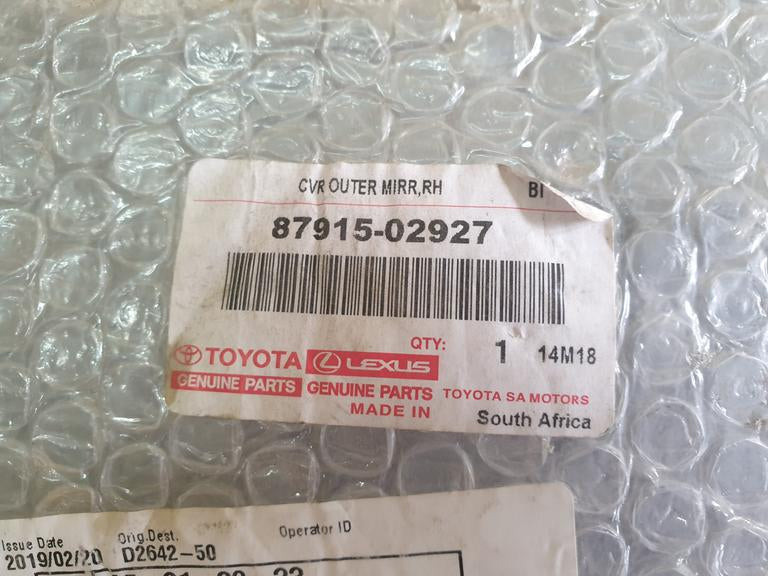 CVR OUTER MIRR,RH BI
87915-02927
QTY: 1 14M18
TOYOTA LEXUS
GENUINE PARTS GENUINE PARTS TOYOTA SA MOTORS
MADE IN South Africa
Issue Date Orig.Dest. Operator ID
2019/02/20 D2642-50